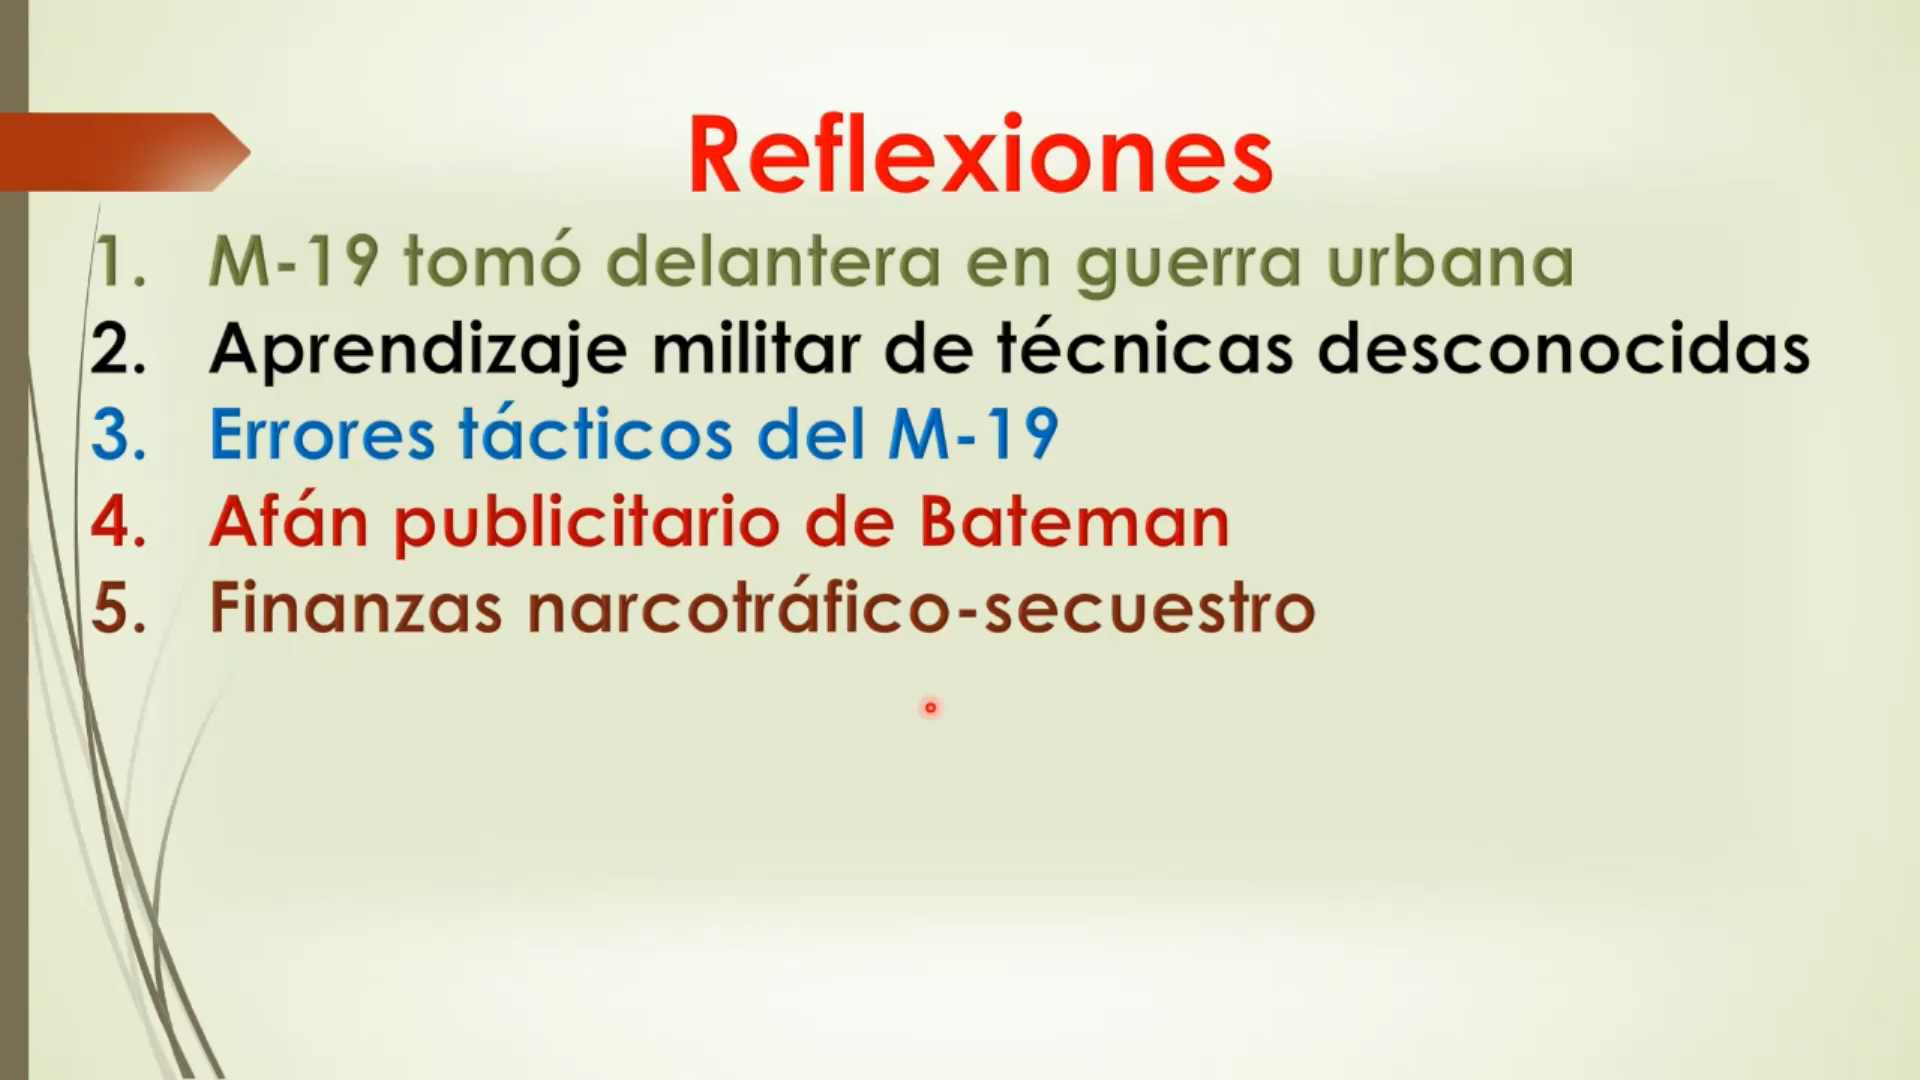 Reflexiones
1. M-19 tomó delantera en guerra urbana
2. Aprendizaje militar de técnicas desconocidas
3. Errores tácticos del M-19
4. Afán publicitario de Bateman
5. Finanzas narcotráfico-secuestro